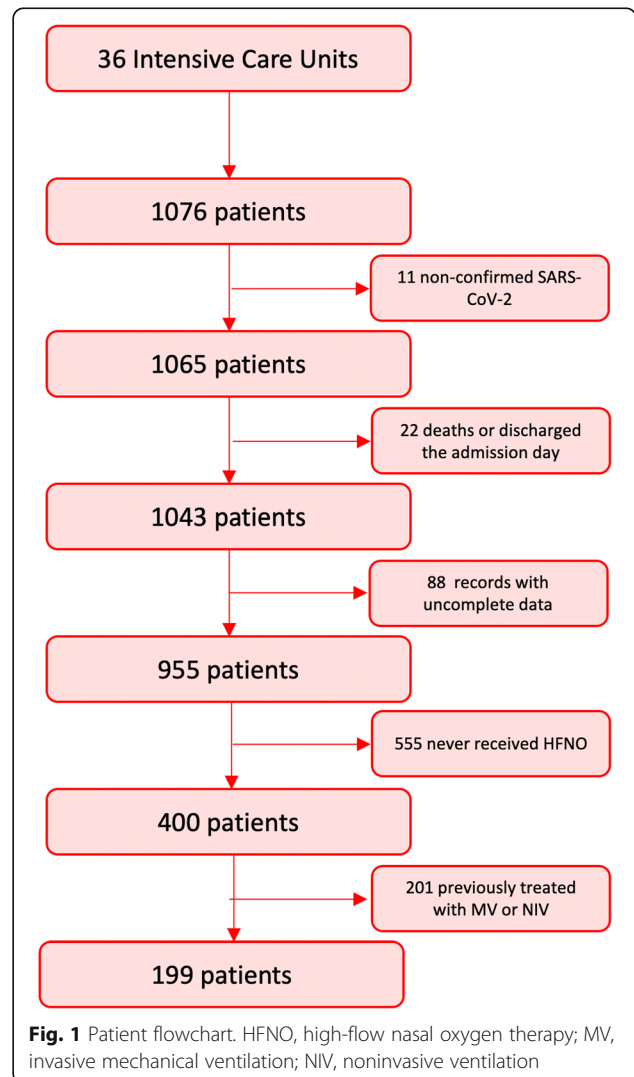 36 Intensive Care Units
1076 patients
11 non-confirmed SARS-
CoV-2
1065 patients
22 deaths or discharged
the admission day
1043 patients
88 records with
uncomplete data
955 patients
555 never received HFNO
400 patients
201 previously treated
with MV or NIV
199 patients
Fig. 1 Patient flowchart. HFNO, high-flow nasal oxygen therapy; MV,
invasive mechanical ventilation; NIV, noninvasive ventilation